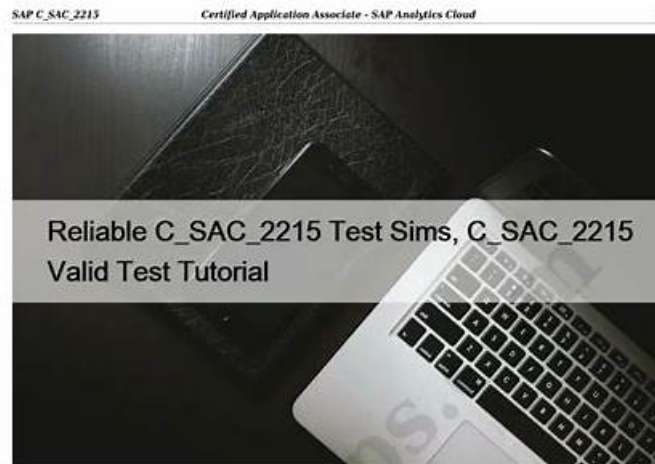 SAP C_SAC_2215 Certified Application Associate - SAP Analytics Cloud
Reliable C_SAC_2215 Test Sims, C_SAC_2215
Valid Test Tutorial